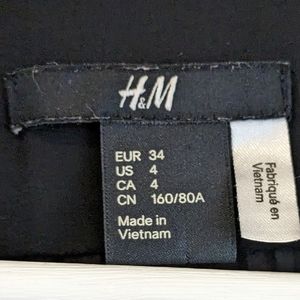 H&M
EUR 34
US 4
CA 4
CN 160/80A
Made in
Vietnam
Fabriqué en
Vietnam